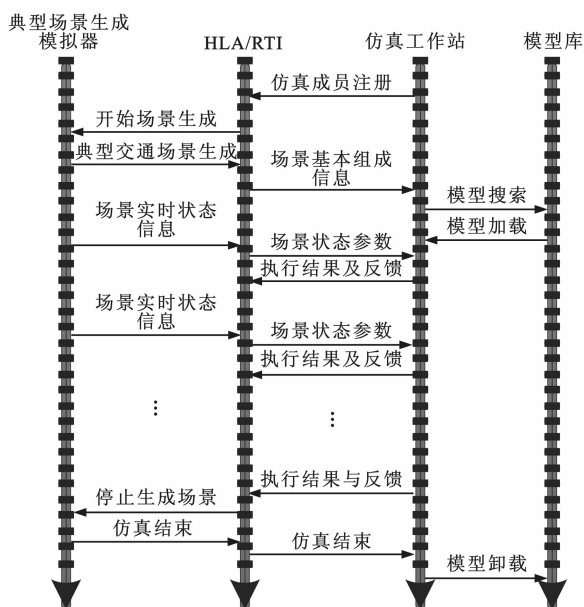 典型场景生成
模拟器
HLA/RTI
仿真工作站
模型库
仿真成员注册
开始场景生成
典型交通场景生成
场景基本组成
信息
模型搜索
场景实时状态
信息
模型加载
场景状态参数
执行结果及反馈
场景实时状态
信息
场景状态参数
执行结果及反馈
⋮
⋮
执行结果与反馈
停止生成场景
仿真结束
仿真结束
模型卸载